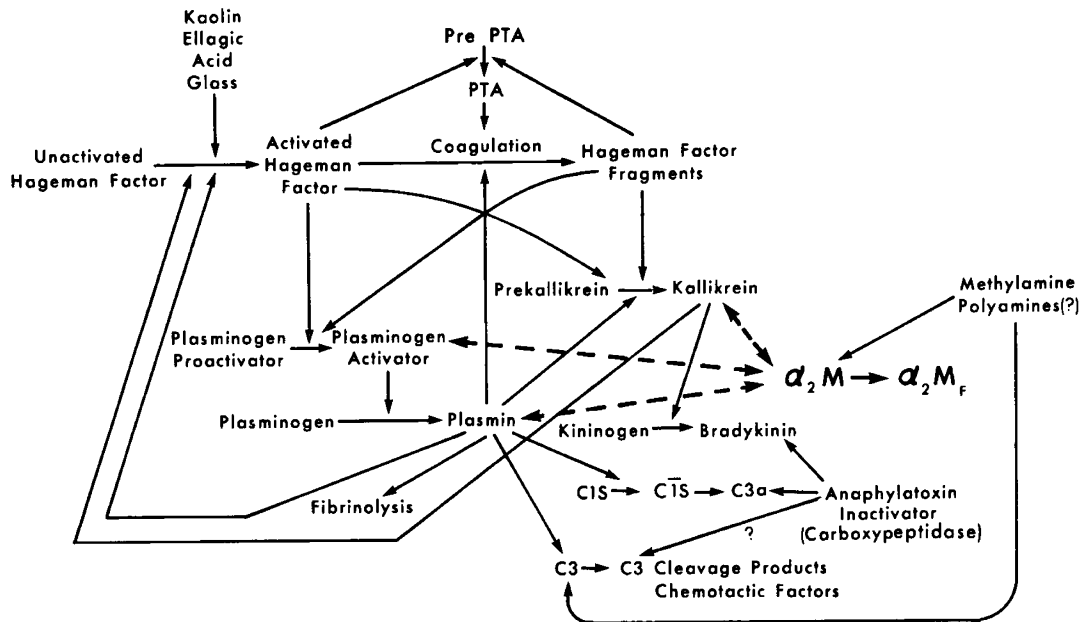 Kaolin
Ellagic
Acid
Glass
Pre PTA
PTA
Unactivated
Hageman Factor
Activated
Hageman
Factor
Coagulation
Hageman Factor
Fragments
Prekallikrein
Kallikrein
Methylamine
Polyamines(?)
Plasminogen
Proactivator
Plasminogen
Activator
α₂M
α₂M_F
Plasminogen
Plasmin
Kininogen
Bradykinin
Fibrinolysis
C1S
C1̅S
C3a
Anaphylatoxin
Inactivator
(Carboxypeptidase)
?
C3
C3 Cleavage Products
Chemotactic Factors